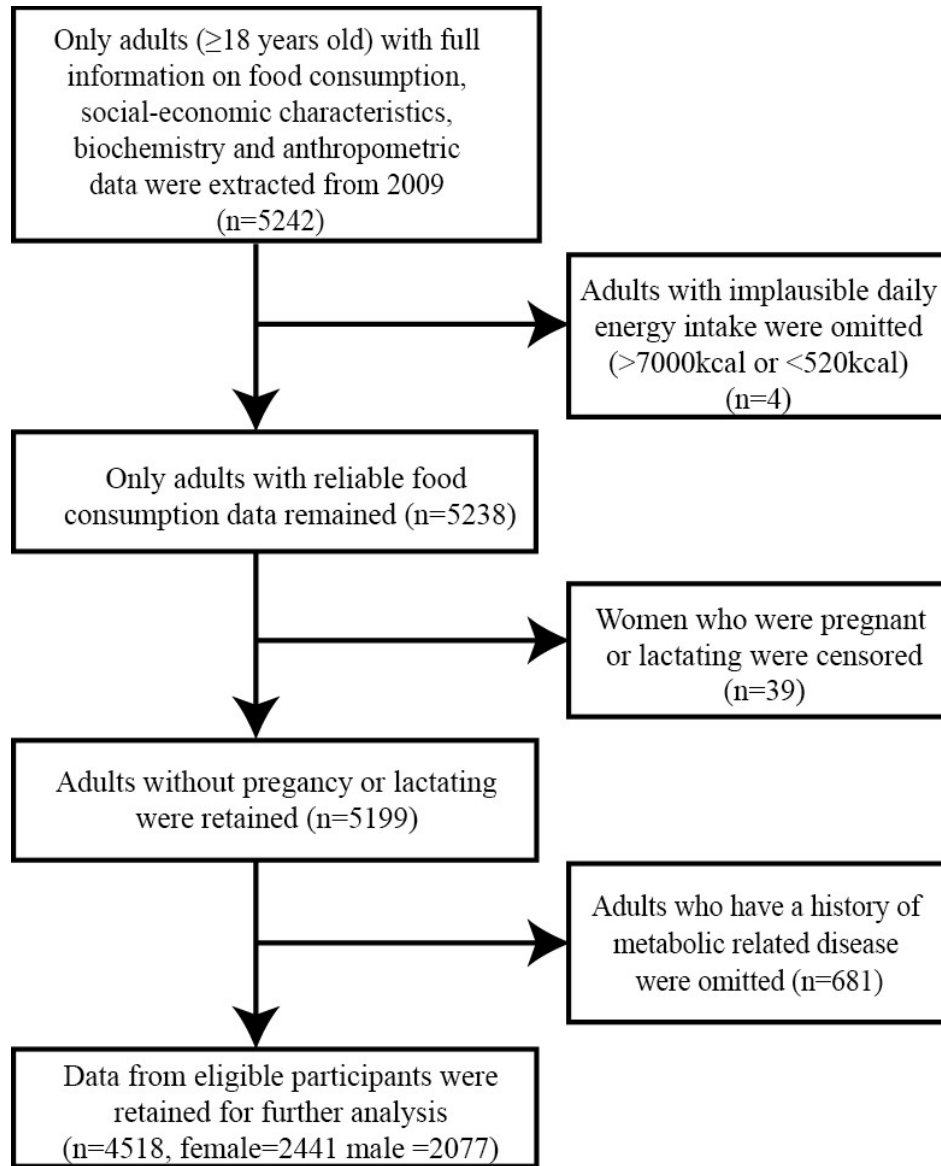 Only adults (≥18 years old) with full
information on food consumption,
social-economic characteristics,
biochemistry and anthropometric
data were extracted from 2009
(n=5242)
Adults with implausible daily
energy intake were omitted
(>7000kcal or <520kcal)
(n=4)
Only adults with reliable food
consumption data remained (n=5238)
Women who were pregnant
or lactating were censored
(n=39)
Adults without pregancy or lactating
were retained (n=5199)
Adults who have a history of
metabolic related disease
were omitted (n=681)
Data from eligible participants were
retained for further analysis
(n=4518, female=2441 male =2077)